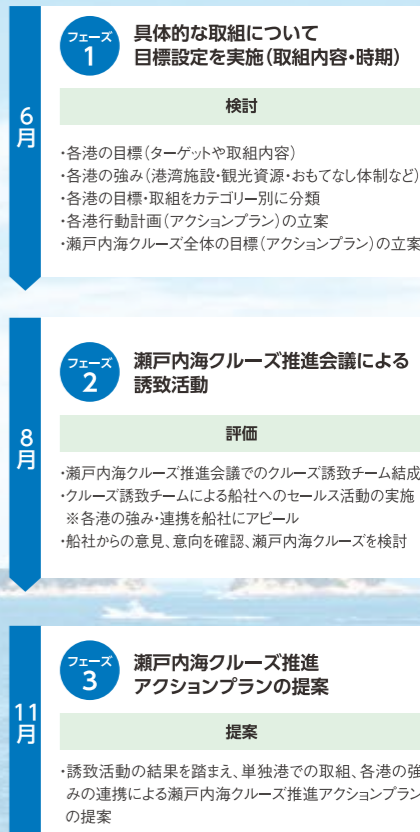 6月
フェーズ
1
具体的な取組について
目標設定を実施（取組内容・時期）
検討
・各港の目標（ターゲットや取組内容）
・各港の強み（港湾施設・観光資源・おもてなし体制など）
・各港の目標・取組をカテゴリー別に分類
・各港行動計画（アクションプラン）の立案
・瀬戸内海クルーズ全体の目標（アクションプラン）の立案
8月
フェーズ
2
瀬戸内海クルーズ推進会議による
誘致活動
評価
・瀬戸内海クルーズ推進会議でのクルーズ誘致チーム結成
・クルーズ誘致チームによる船社へのセールス活動の実施
※各港の強み・連携を船社にアピール
・船社からの意見、意向を確認、瀬戸内海クルーズを検討
11月
フェーズ
3
瀬戸内海クルーズ推進
アクションプランの提案
提案
・誘致活動の結果を踏まえ、単独港での取組、各港の強
みの連携による瀬戸内海クルーズ推進アクションプラン
の提案